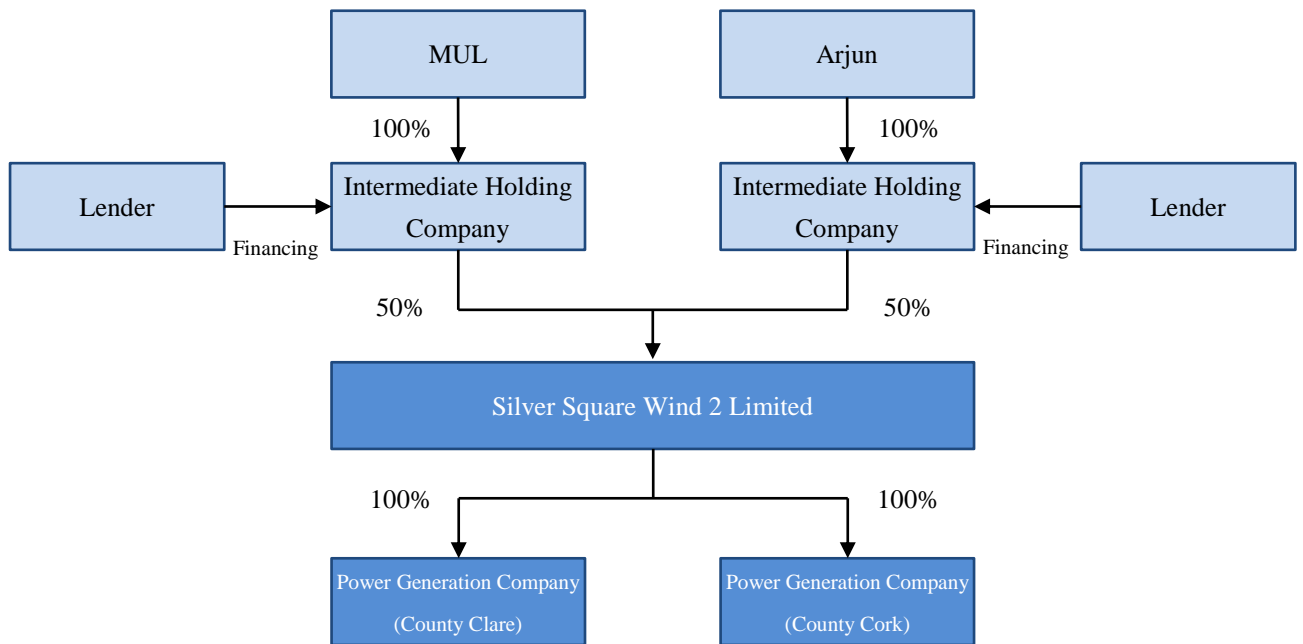 MUL
Arjun
100%
100%
Lender
Intermediate Holding
Company
Intermediate Holding
Company
Lender
Financing
Financing
50%
50%
Silver Square Wind 2 Limited
100%
100%
Power Generation Company
(County Clare)
Power Generation Company
(County Cork)